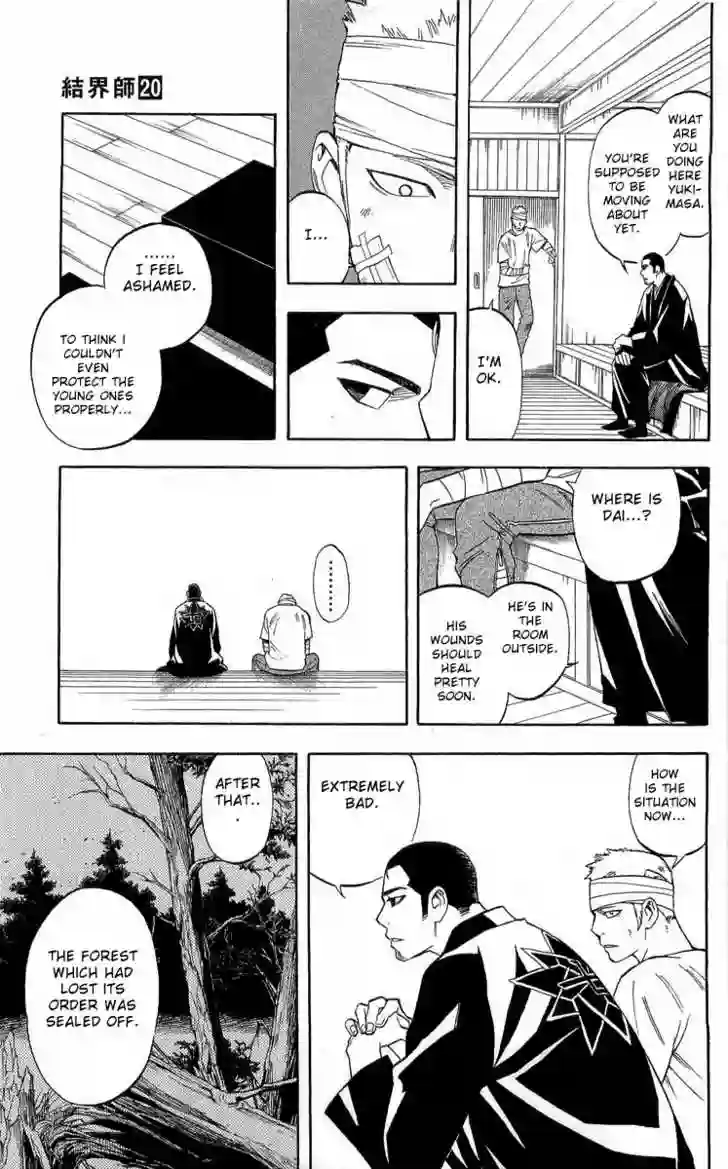 結界師20
WHAT
ARE
YOU
DOING
HERE
YUKI-
MASA.
YOU'RE
SUPPOSED
TO BE
MOVING
ABOUT
YET.
I'M
OK.
I...
......
I FEEL
ASHAMED.
TO THINK I
COULDN'T
EVEN
PROTECT THE
YOUNG ONES
PROPERLY...
WHERE IS
DAI...?
HE'S IN
THE
ROOM
OUTSIDE.
HIS
WOUNDS
SHOULD
HEAL
PRETTY
SOON.
........
HOW
IS THE
SITUATION
NOW...
EXTREMELY
BAD.
AFTER
THAT..
.
THE FOREST
WHICH HAD
LOST ITS
ORDER WAS
SEALED OFF.